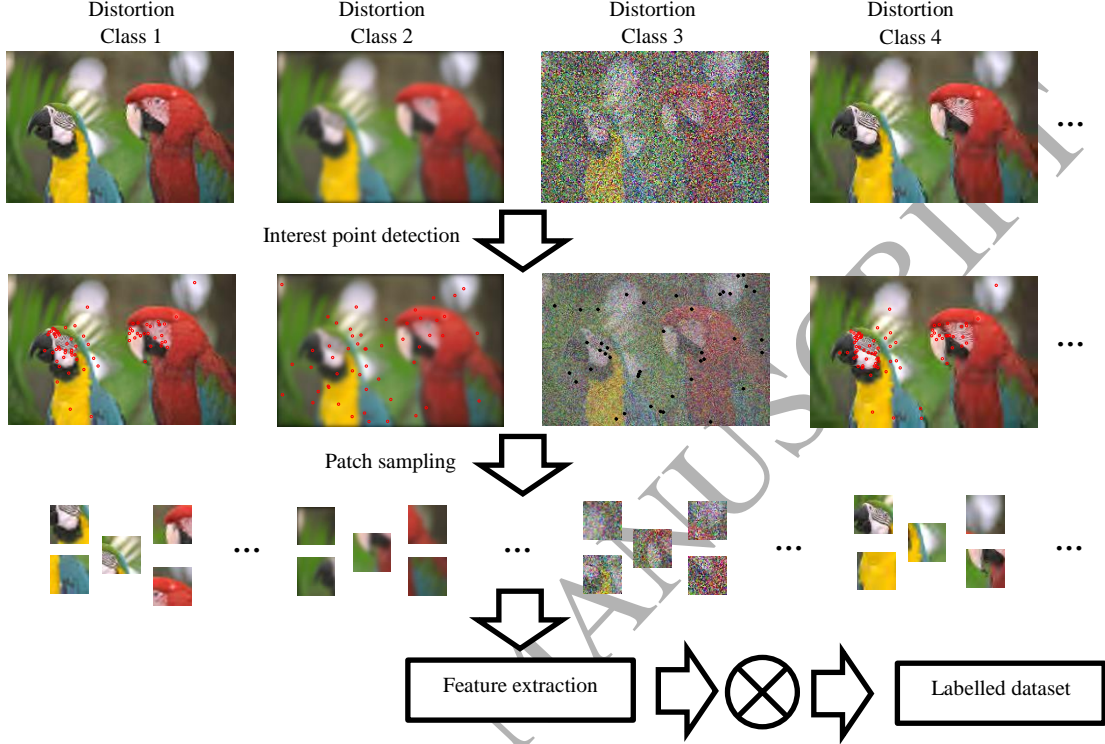 Distortion
Class 1
Distortion
Class 2
Distortion
Class 3
Distortion
Class 4
...
Interest point detection
...
Patch sampling
...
...
...
...
Feature extraction
Labelled dataset
MANUSCRIPT